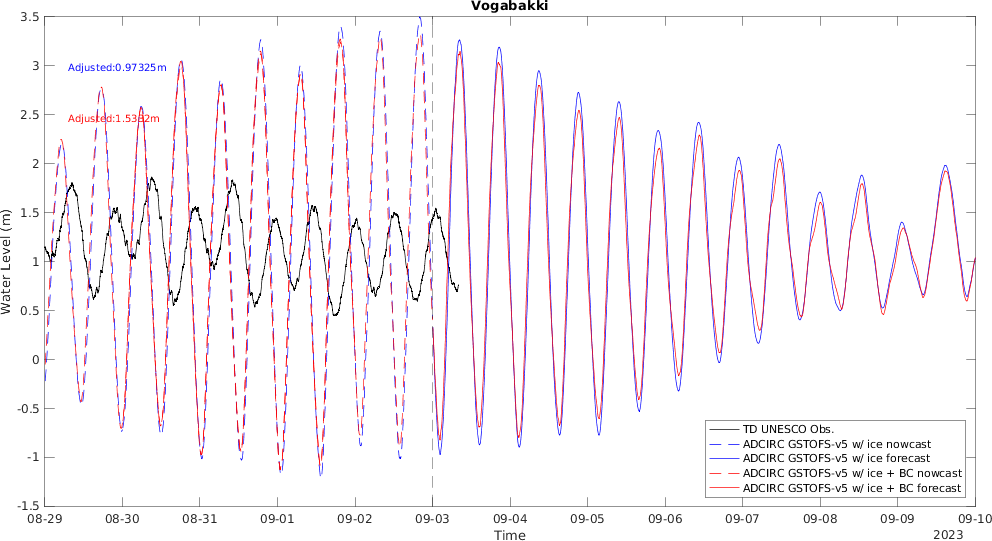 Vogabakki
3.5
3
2.5
2
1.5
1
0.5
0
-0.5
-1
-1.5
Water Level (m)
Adjusted:0.97325m
Adjusted:1.5332m
TD UNESCO Obs.
ADCIRC GSTOFS-v5 w/ ice nowcast
ADCIRC GSTOFS-v5 w/ ice forecast
ADCIRC GSTOFS-v5 w/ ice + BC nowcast
ADCIRC GSTOFS-v5 w/ ice + BC forecast
08-29 08-30 08-31 09-01 09-02 09-03 09-04 09-05 09-06 09-07 09-08 09-09 09-10
Time
2023